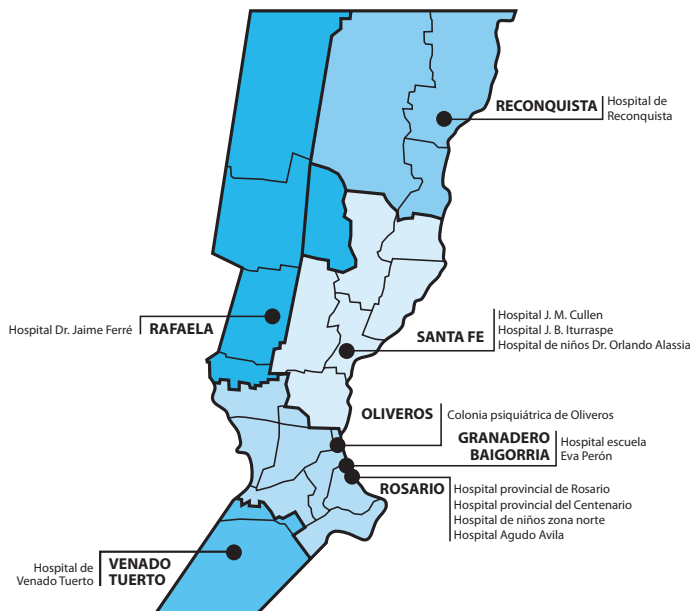 RECONQUISTA
Hospital de
Reconquista
Hospital Dr. Jaime Ferré
RAFAELA
SANTA FE
Hospital J. M. Cullen
Hospital J. B. Iturraspe
Hospital de niños Dr. Orlando Alassia
OLIVEROS
Colonia psiquiátrica de Oliveros
GRANADERO
BAIGORRIA
Hospital escuela
Eva Perón
ROSARIO
Hospital provincial de Rosario
Hospital provincial del Centenario
Hospital de niños zona norte
Hospital Agudo Avila
Hospital de
Venado Tuerto
VENADO
TUERTO